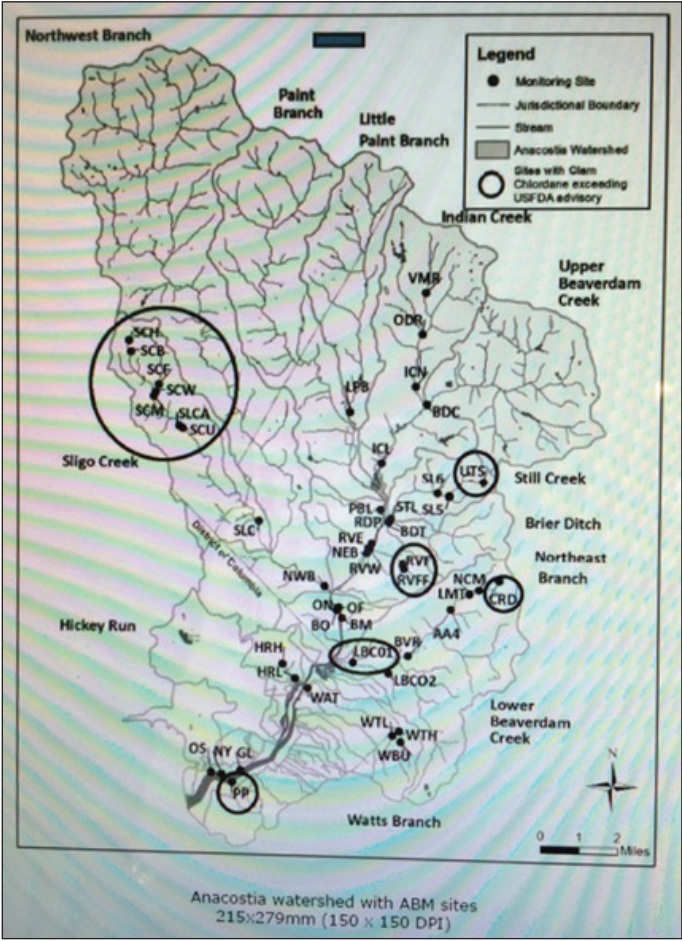 Northwest Branch
Paint
Branch
Little
Paint Branch
Legend
Monitoring Site
Jurisdictional Boundary
Stream
Anacostia Watershed
Sites with Clam
Chlordane exceeding
USFDA advisory
Indian Creek
Upper
Beaverdam
Creek
VMR
ODR
SCH
SCB
SCF
SCW
SCM
SLCA
SCU
ICN
LPB
BDC
Sligo Creek
ICL
SL6
UTS
Still Creek
PBL
STL
SL5
RDP
BDT
SLC
Brier Ditch
RVE
NEB
RVW
RVF
RVFF
District of Columbia
Northeast
Branch
NWB
NCM
LMT
CRD
ON
OF
BO
BM
AA4
Hickey Run
HRH
LBC01
BVR
HRL
LBCO2
WAT
Lower
Beaverdam
Creek
WTL
WTH
WBU
OS
NY
GL
PP
Watts Branch
N
0 1 2
Miles
Anacostia watershed with ABM sites
215x279mm (150 x 150 DPI)